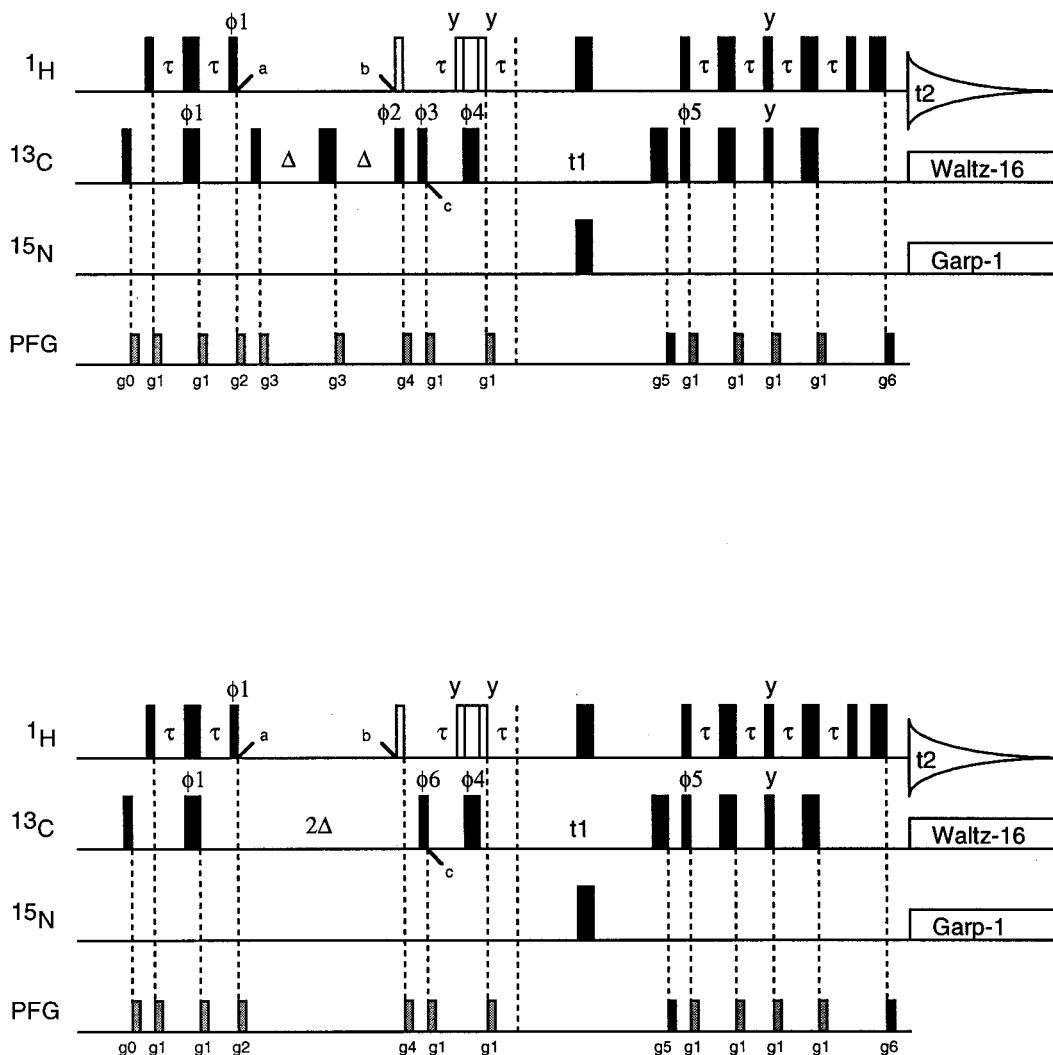 ϕ1 y y
1H τ τ a b τ τ τ τ τ τ t2
ϕ1 ϕ2 ϕ3 ϕ4 ϕ5 y
13C Δ Δ c t1 Waltz-16
15N Garp-1
PFG
g0 g1 g1 g2 g3 g3 g4 g1 g1 g5 g1 g1 g1 g1 g6
ϕ1 y y y
1H τ τ a b τ τ τ τ τ τ t2
ϕ1 ϕ6 ϕ4 ϕ5 y
13C 2Δ c t1 Waltz-16
15N Garp-1
PFG
g0 g1 g1 g2 g4 g1 g1 g5 g1 g1 g1 g1 g6